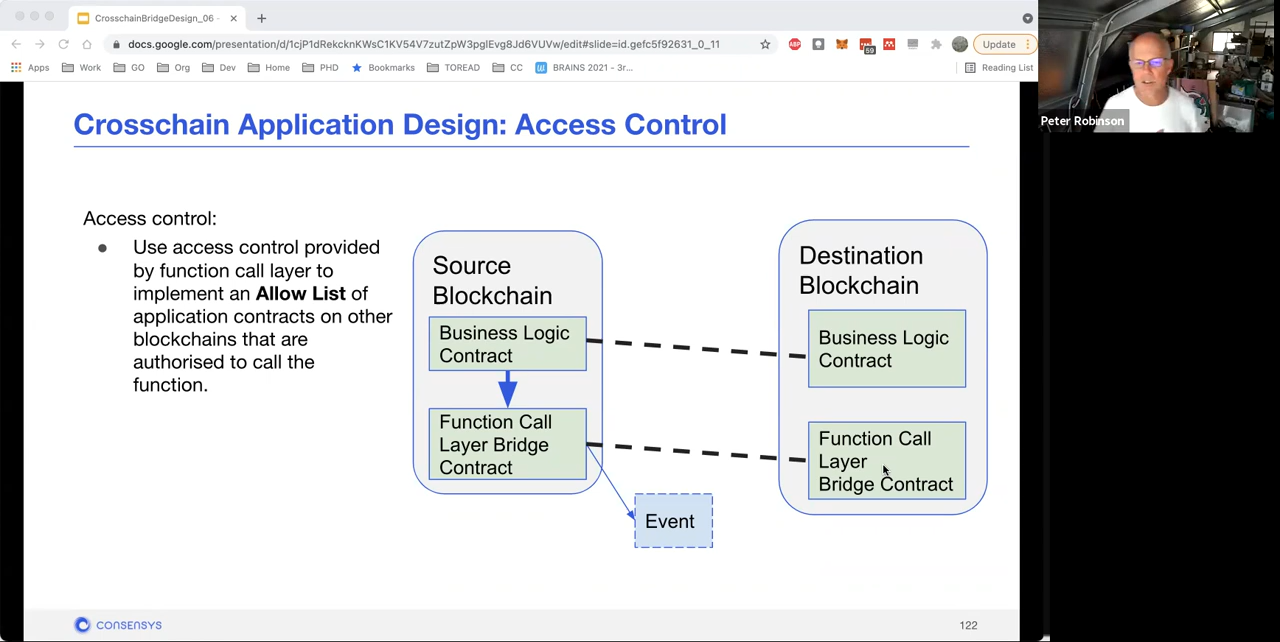 CrosschainBridgeDesign_06
docs.google.com/presentation/d/1cjP1dRekcknKWsC1KV54V7zutZpW3pglEvg8Jd6VUVw/edit#slide=id.gefc5f92631_0_11
ABP
59
Update
Apps
Work
GO
Org
Dev
Home
PHD
Bookmarks
TOREAD
CC
BRAINS 2021 - 3r...
Reading List
Peter Robinson
Crosschain Application Design: Access Control
Access control:
Use access control provided
by function call layer to
implement an Allow List of
application contracts on other
blockchains that are
authorised to call the
function.
Source
Blockchain
Business Logic
Contract
Function Call
Layer Bridge
Contract
Event
Destination
Blockchain
Business Logic
Contract
Function Call
Layer
Bridge Contract
CONSENSYS
122